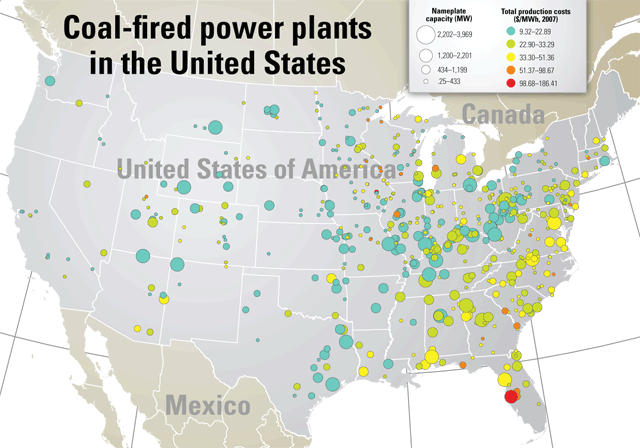 Coal-fired power plants
in the United States
Nameplate
capacity (MW)
2,202–3,969
1,200–2,201
434–1,199
.25–433
Total production costs
($/MWh, 2007)
9.32–22.89
22.90–33.29
33.30–51.36
51.37–98.67
98.68–186.41
Canada
United States of America
Mexico